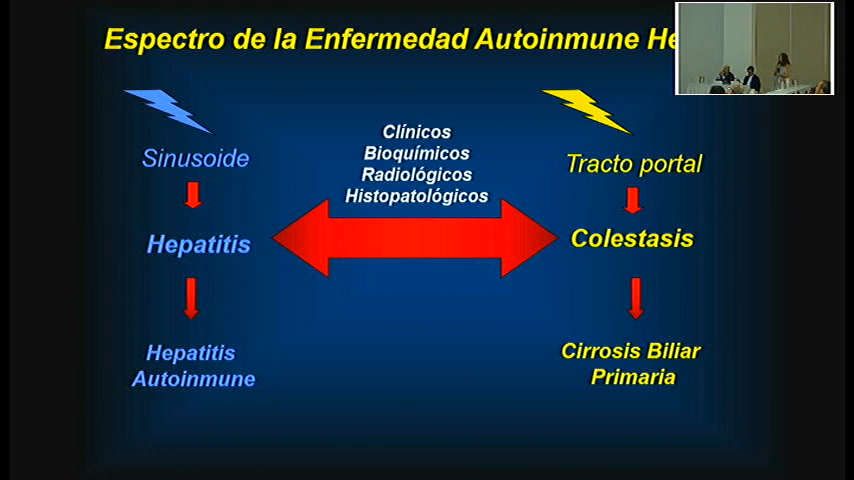 Espectro de la Enfermedad Autoinmune
Clínicos
Bioquímicos
Radiológicos
Histopatológicos
Sinusoide
Tracto portal
Hepatitis
Colestasis
Hepatitis
Autoinmune
Cirrosis Biliar
Primaria